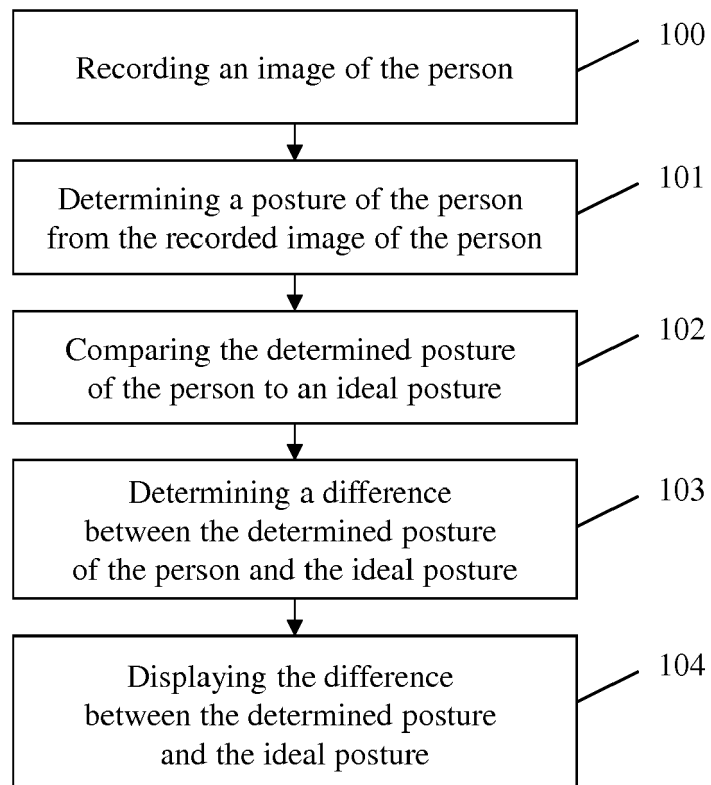 Recording an image of the person
100
Determining a posture of the person
from the recorded image of the person
101
Comparing the determined posture
of the person to an ideal posture
102
Determining a difference
between the determined posture
of the person and the ideal posture
103
Displaying the difference
between the determined posture
and the ideal posture
104